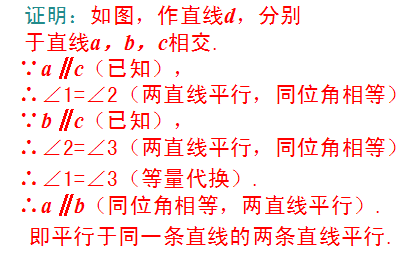 证明：如图，作直线d，分别
于直线a，b，c相交.
∵a∥c（已知），
∴∠1=∠2（两直线平行，同位角相等）
∵b∥c（已知），
∴∠2=∠3（两直线平行，同位角相等）
∴∠1=∠3（等量代换）.
∴a∥b（同位角相等，两直线平行）.
即平行于同一条直线的两条直线平行.